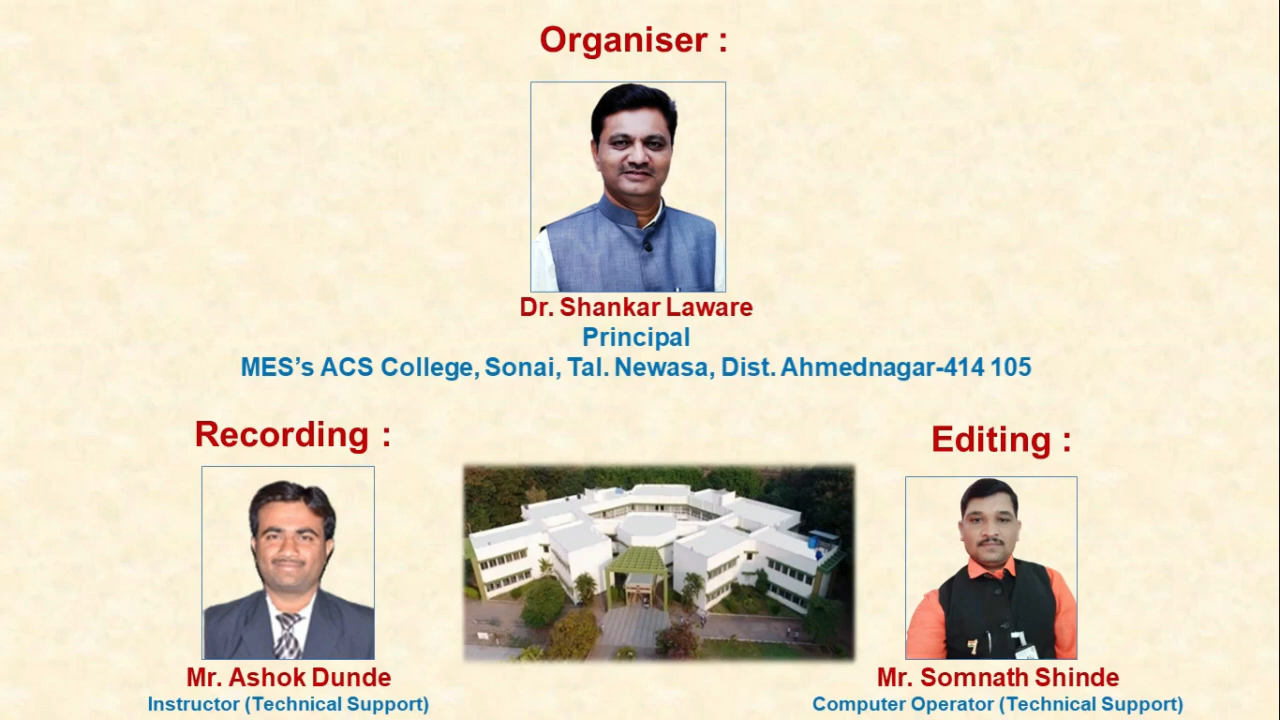 Organiser :
Dr. Shankar Laware
Principal
MES’s ACS College, Sonai, Tal. Newasa, Dist. Ahmednagar-414 105
Recording :
Editing :
Mr. Ashok Dunde
Instructor (Technical Support)
Mr. Somnath Shinde
Computer Operator (Technical Support)